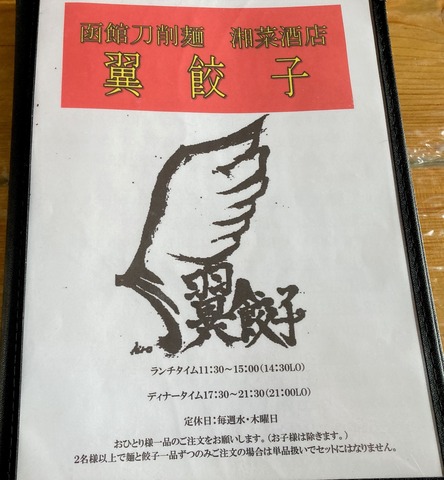 函館刀削麺 湘菜酒店
翼餃子
翼餃子
ランチタイム11:30～15:00(14:30LO)
ディナータイム17:30～21:30(21:00LO)
定休日:毎週水・木曜日
おひとり様一品のご注文をお願いします。(お子様は除きます。)
2名様以上で麺と餃子一品ずつのみご注文の場合は単品扱いでセットにはなりません。